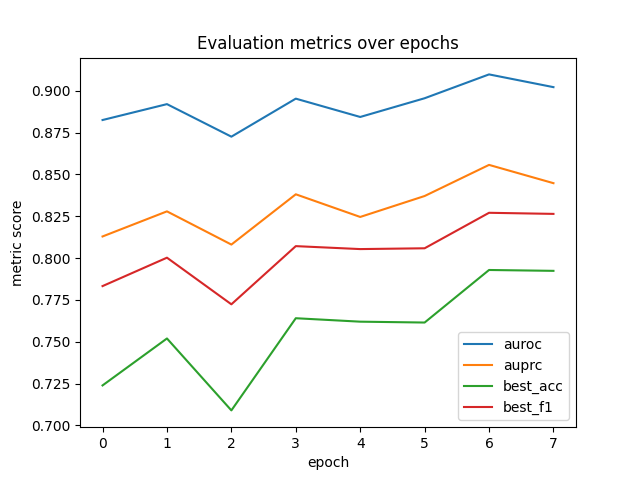 Evaluation metrics over epochs
0.900
0.875
0.850
0.825
0.800
0.775
0.750
0.725
0.700
metric score
auroc
auprc
best_acc
best_f1
0 1 2 3 4 5 6 7
epoch